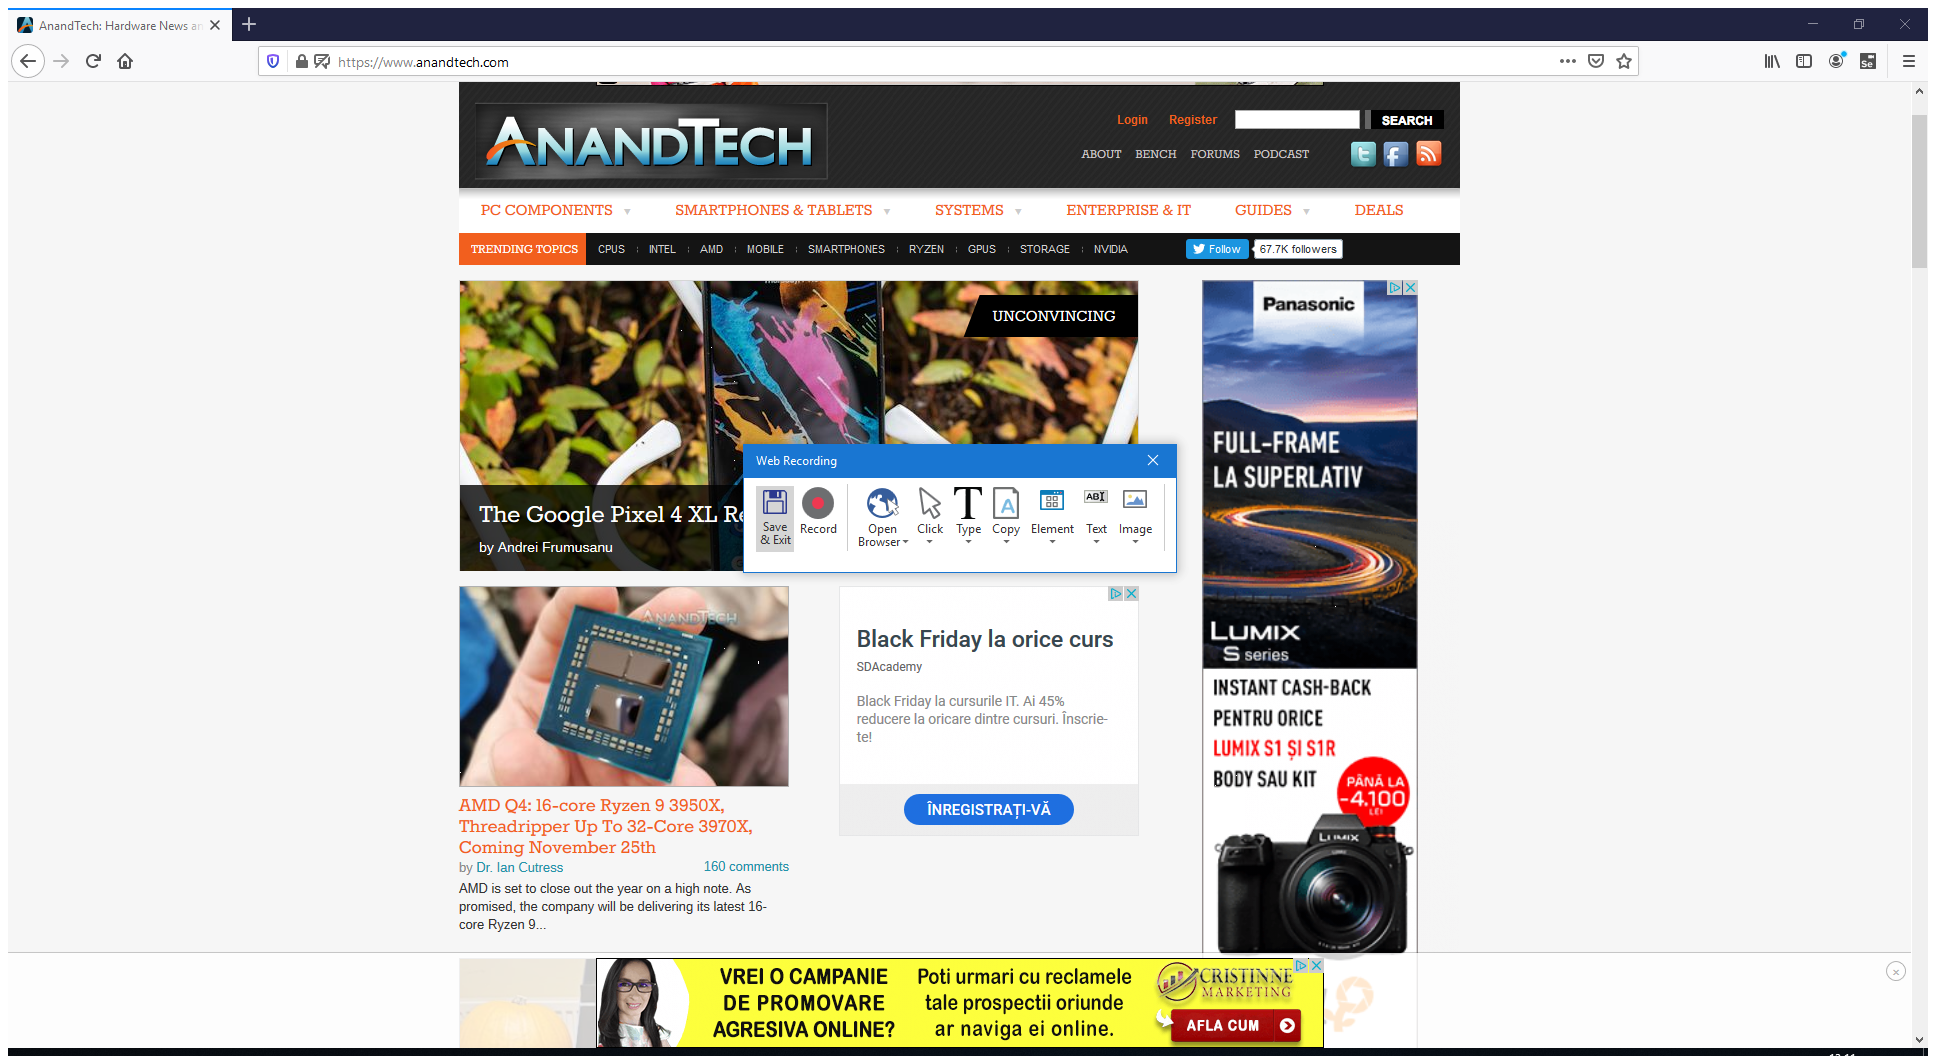 AnandTech: Hardware News an
https://www.anandtech.com
ANANDTECH
Login
Register
SEARCH
ABOUT
BENCH
FORUMS
PODCAST
PC COMPONENTS
SMARTPHONES & TABLETS
SYSTEMS
ENTERPRISE & IT
GUIDES
DEALS
TRENDING TOPICS
CPUS
INTEL
AMD
MOBILE
SMARTPHONES
RYZEN
GPUS
STORAGE
NVIDIA
Follow
67.7K followers
UNCONVINCING
The Google Pixel 4 XL Re
by Andrei Frumusanu
Web Recording
Save
& Exit
Record
Open
Browser
Click
Type
Copy
Element
ABI
Text
Image
Panasonic
FULL-FRAME
LA SUPERLATIV
LUMIX
S series
INSTANT CASH-BACK
PENTRU ORICE
LUMIX S1 ȘI S1R
BODY SAU KIT
PÂNĂ LA
-4.100
LEI
LUMIX
ANANDTECH
AMD Q4: 16-core Ryzen 9 3950X,
Threadripper Up To 32-Core 3970X,
Coming November 25th
by Dr. Ian Cutress
160 comments
AMD is set to close out the year on a high note. As
promised, the company will be delivering its latest 16-
core Ryzen 9...
Black Friday la orice curs
SDAcademy
Black Friday la cursurile IT. Ai 45%
reducere la oricare dintre cursuri. Înscrie-
te!
ÎNREGISTRAȚI-VĂ
VREI O CAMPANIE
DE PROMOVARE
AGRESIVA ONLINE?
Poti urmari cu reclamele
tale prospectii oriunde
ar naviga ei online.
CRISTINNE
MARKETING
AFLA CUM